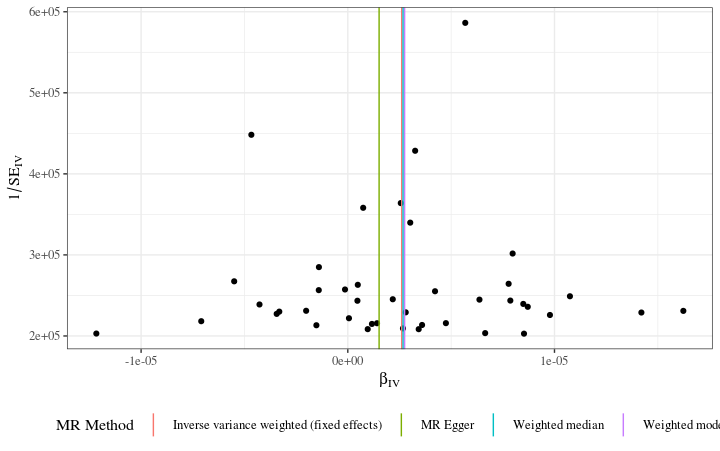 6e+05
5e+05
4e+05
3e+05
2e+05
1/SE_IV
-1e-05 0e+00 1e-05
β_IV
MR Method Inverse variance weighted (fixed effects) MR Egger Weighted median Weighted mode